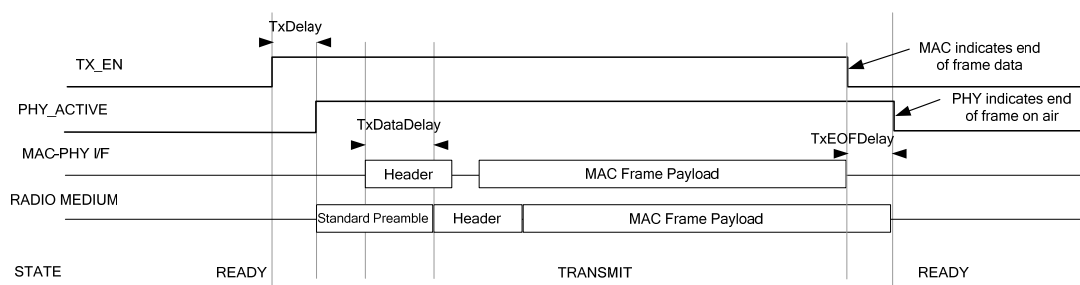 TxDelay
TX_EN
MAC indicates end
of frame data
PHY_ACTIVE
PHY indicates end
of frame on air
TxDataDelay
TxEOFDelay
MAC-PHY I/F
Header
MAC Frame Payload
RADIO MEDIUM
Standard Preamble
Header
MAC Frame Payload
STATE
READY
TRANSMIT
READY